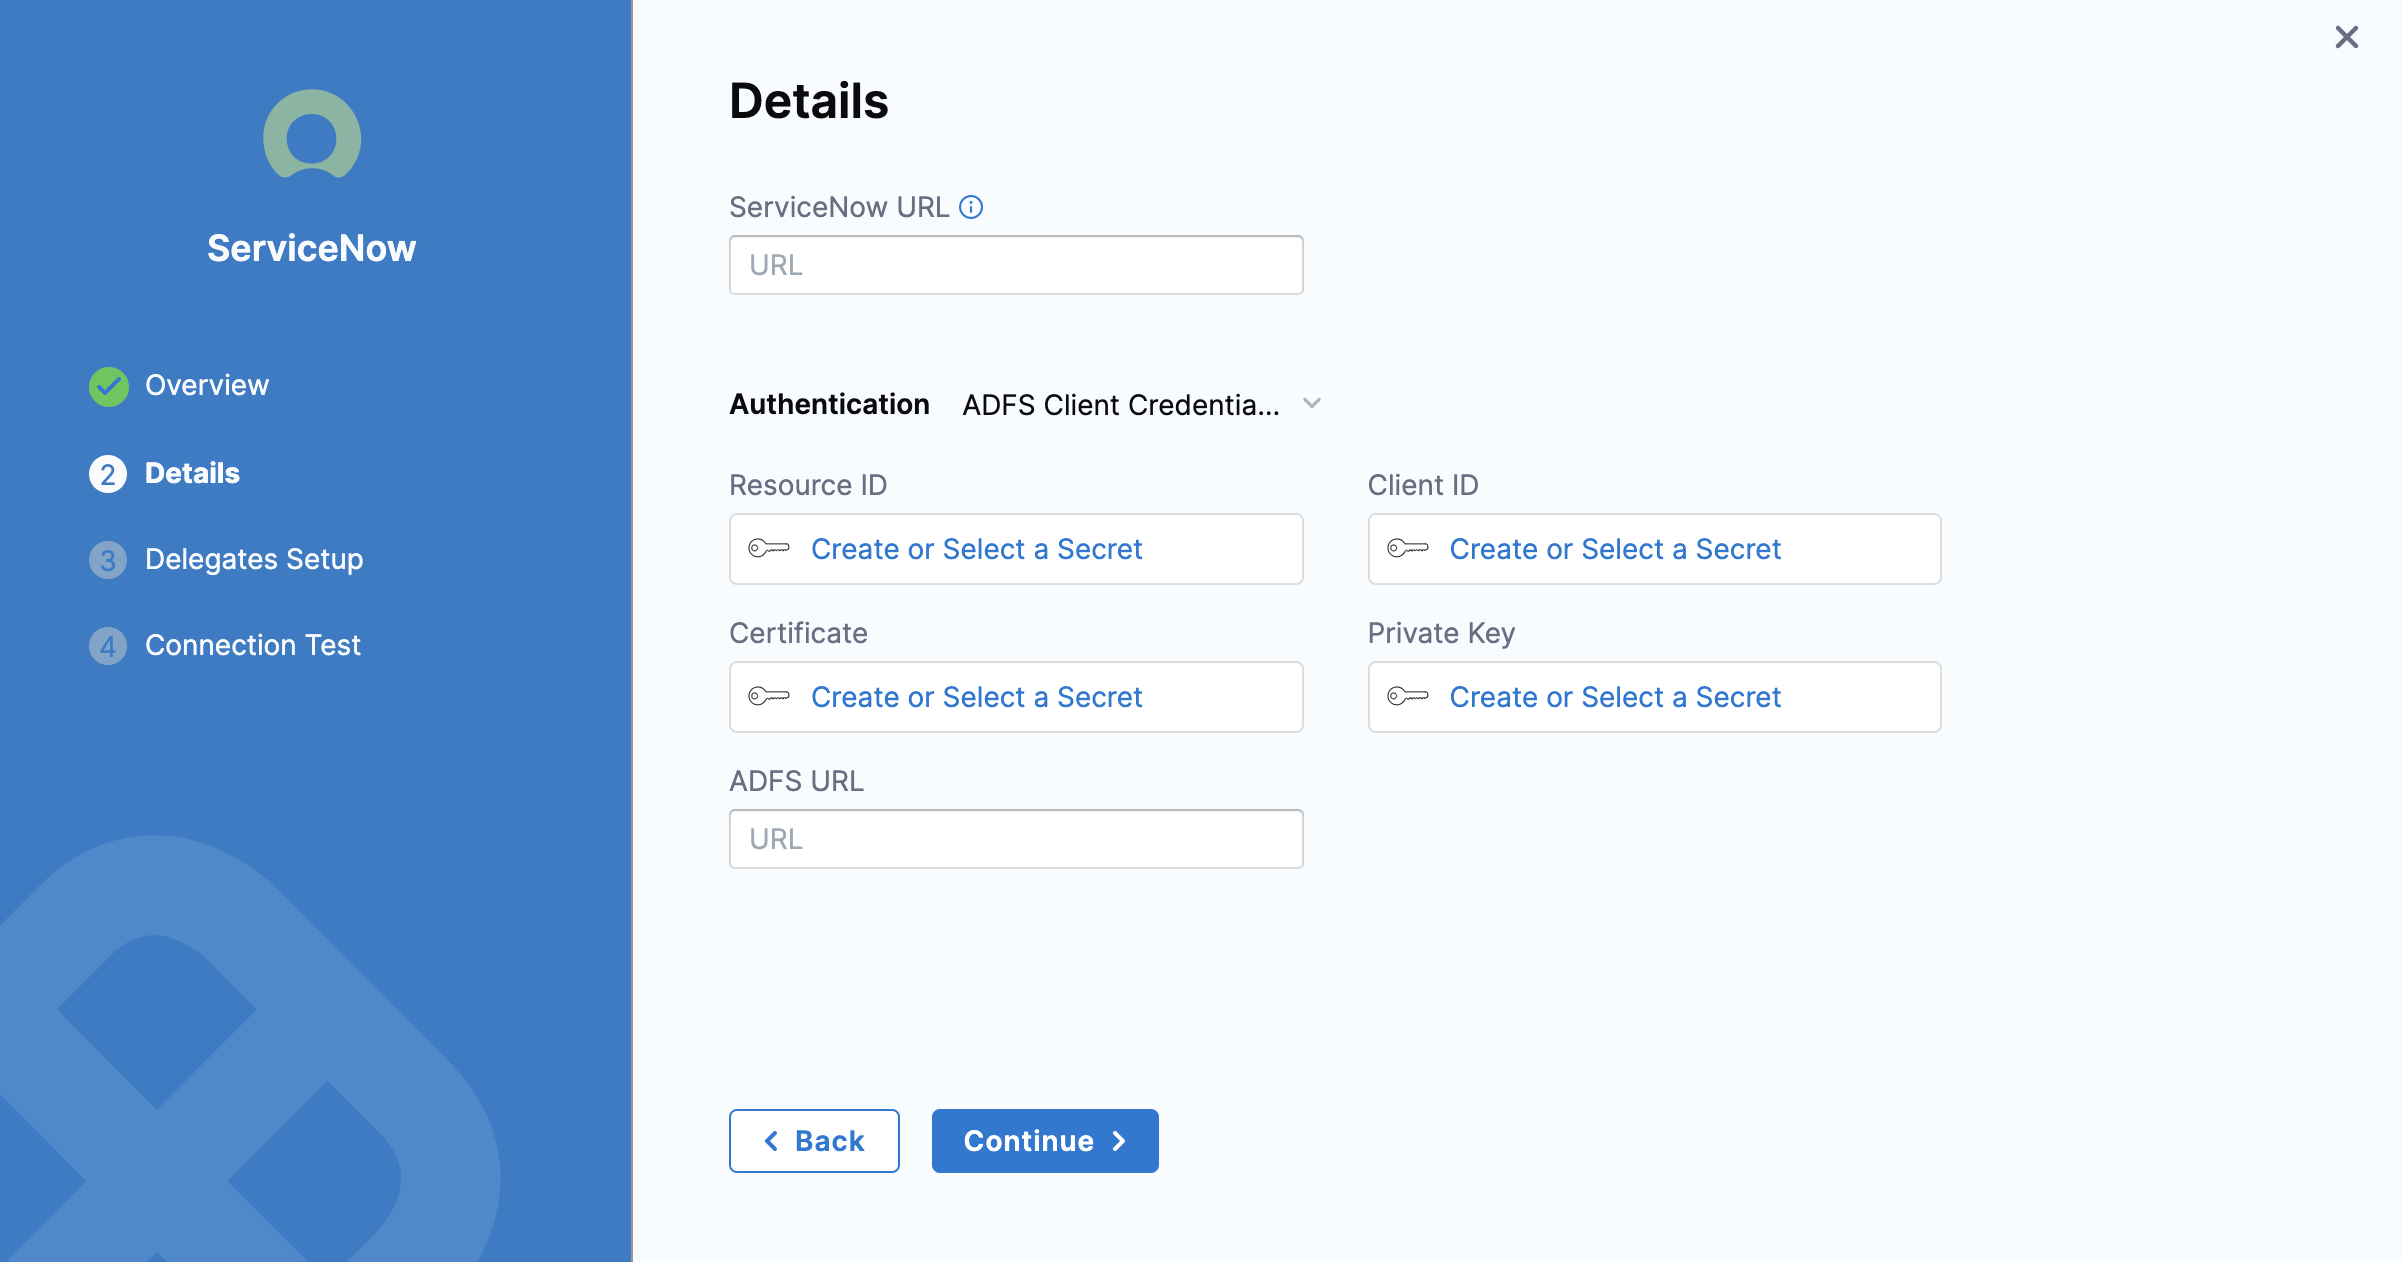 ServiceNow
Overview
2 Details
3 Delegates Setup
4 Connection Test
Details
ServiceNow URL
URL
Authentication ADFS Client Credentia...
Resource ID
Create or Select a Secret
Client ID
Create or Select a Secret
Certificate
Create or Select a Secret
Private Key
Create or Select a Secret
ADFS URL
URL
Back
Continue